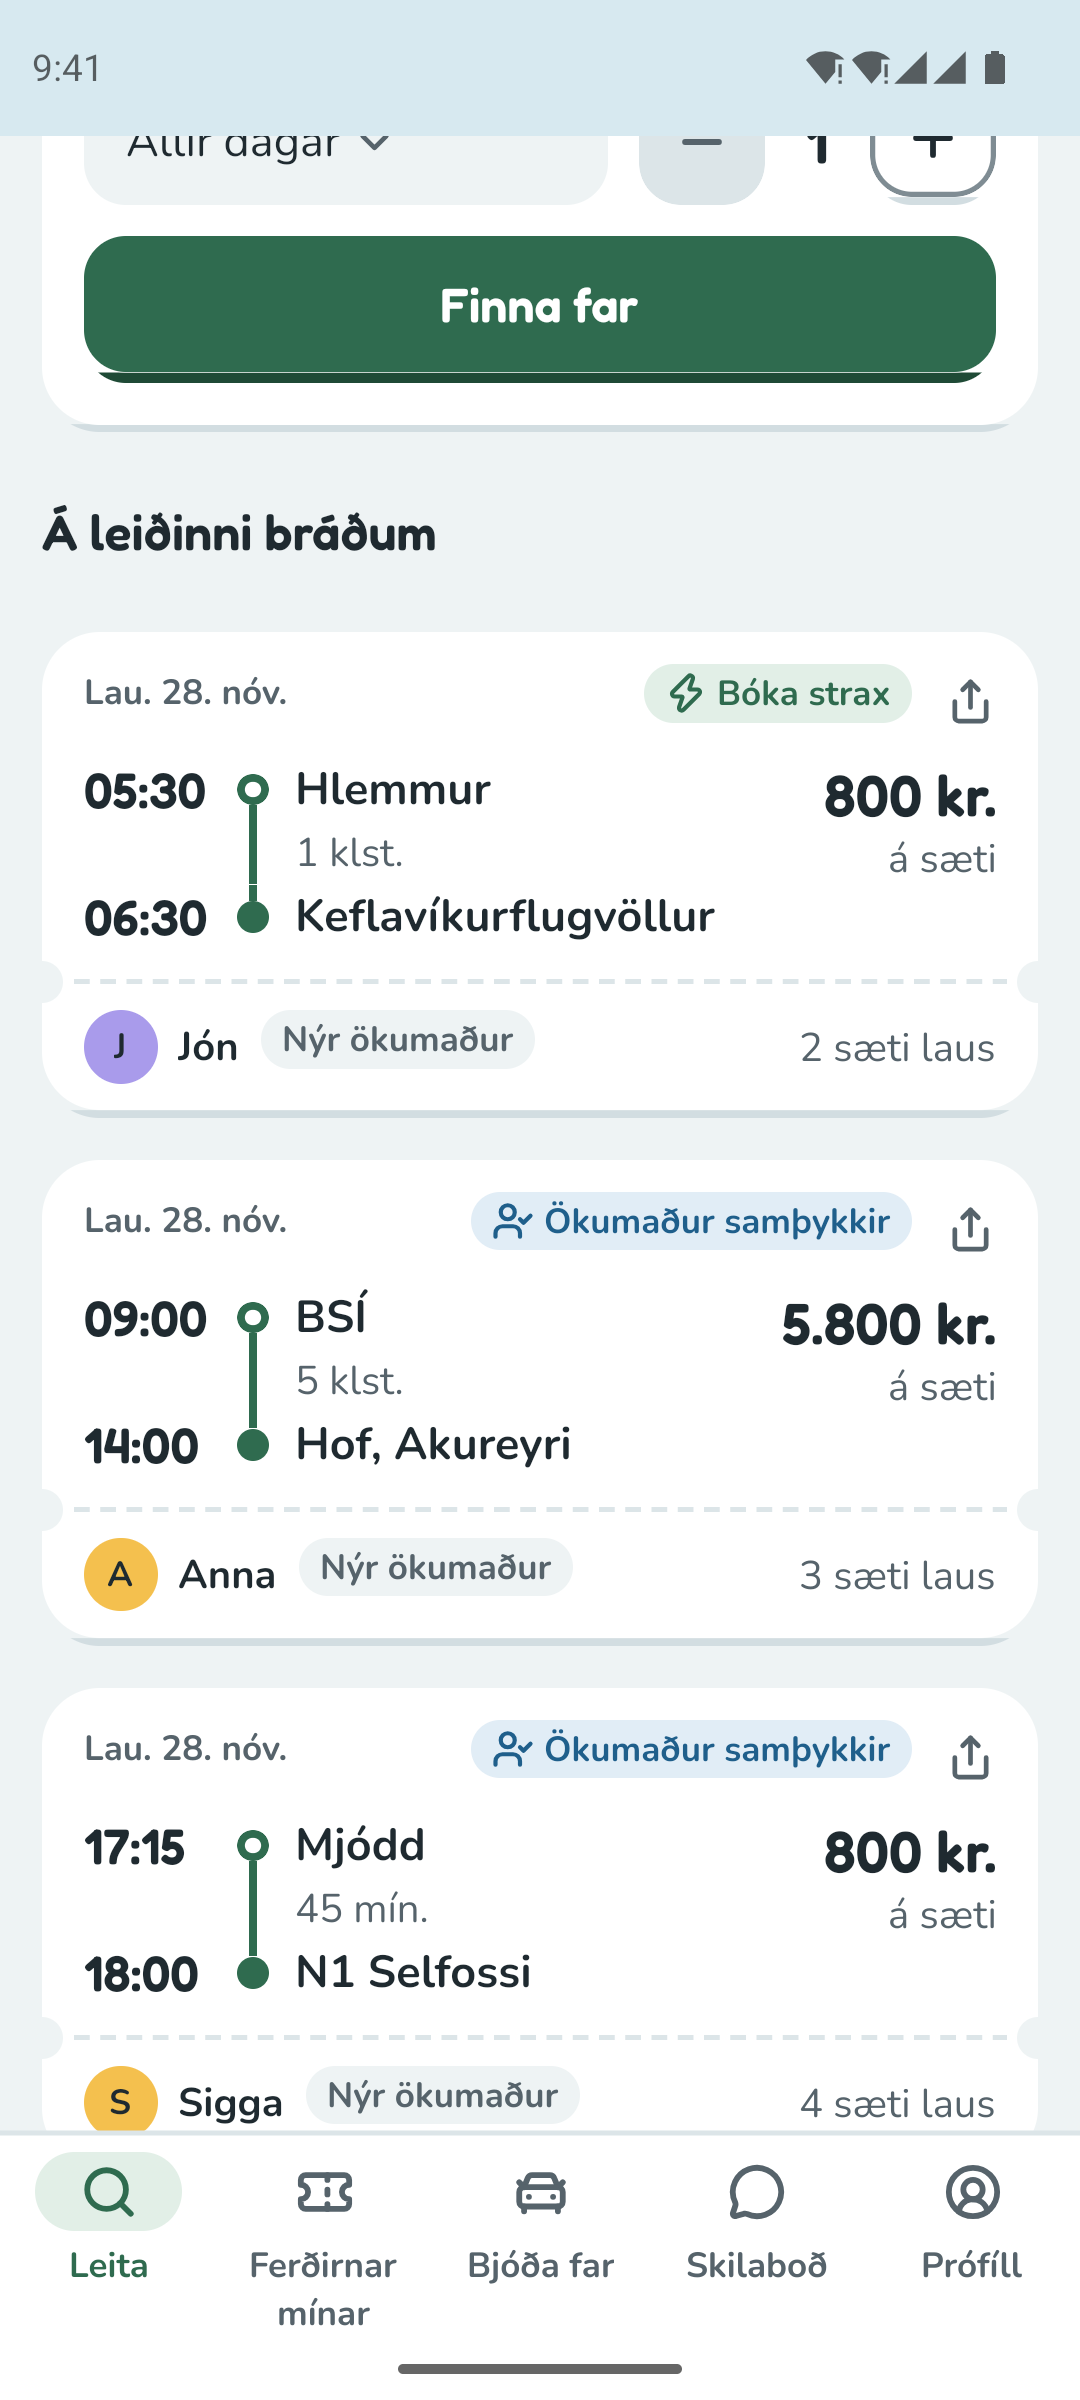 9:41
Allir dagar
1
Finna far
Á leiðinni bráðum
Lau. 28. nóv.
Bóka strax
05:30 Hlemmur
800 kr.
1 klst.
á sæti
06:30 Keflavíkurflugvöllur
J Jón Nýr ökumaður
2 sæti laus
Lau. 28. nóv.
Ökumaður samþykkir
09:00 BSÍ
5.800 kr.
5 klst.
á sæti
14:00 Hof, Akureyri
A Anna Nýr ökumaður
3 sæti laus
Lau. 28. nóv.
Ökumaður samþykkir
17:15 Mjódd
800 kr.
45 mín.
á sæti
18:00 N1 Selfossi
S Sigga Nýr ökumaður
4 sæti laus
Leita
Ferðirnar
mínar
Bjóða far
Skilaboð
Prófíll